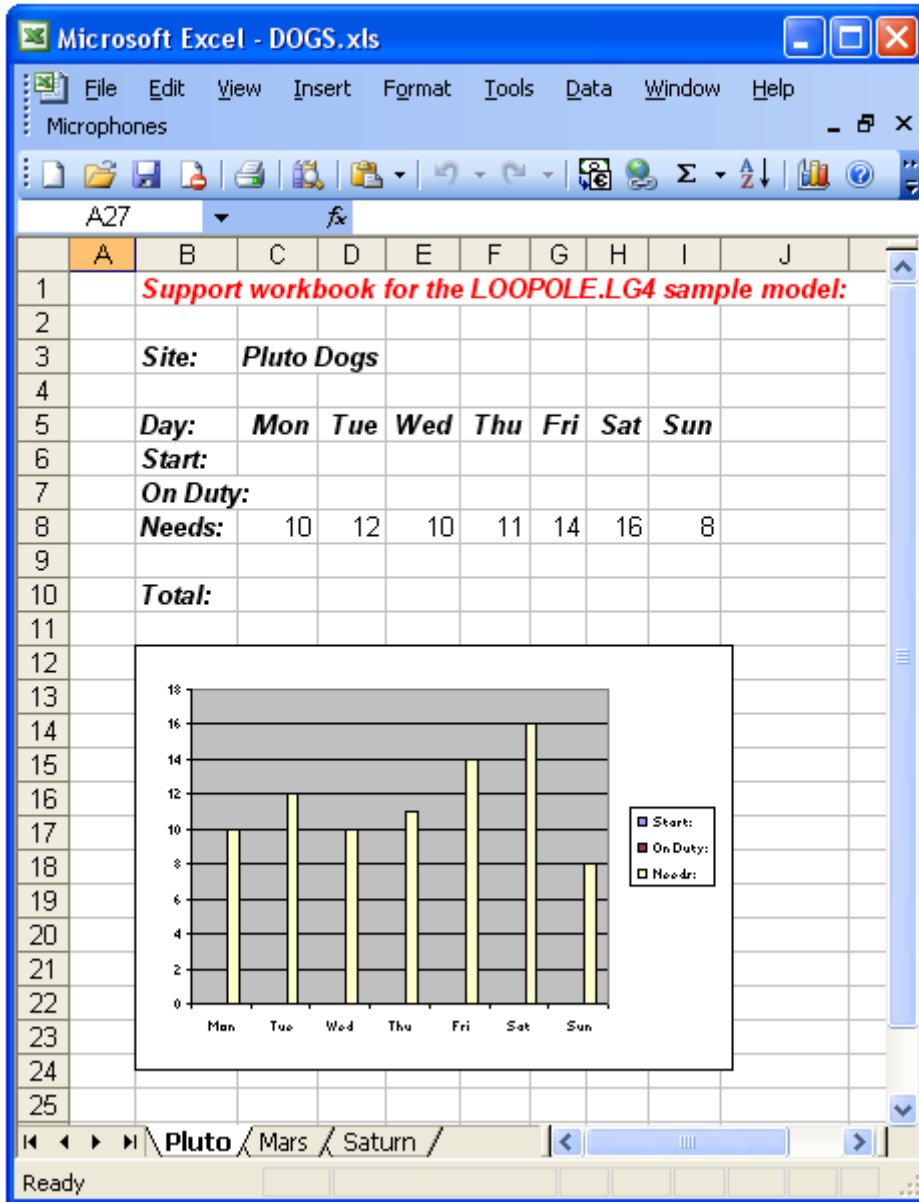 Microsoft Excel - DOGS.xls
File Edit View Insert Format Tools Data Window Help
Microphones
A27 fx
A B C D E F G H I J
1 Support workbook for the LOOPOLE.LG4 sample model:
2
3 Site: Pluto Dogs
4
5 Day: Mon Tue Wed Thu Fri Sat Sun
6 Start:
7 On Duty:
8 Needs: 10 12 10 11 14 16 8
9
10 Total:
11
12
13
14
15
16
17
18
19
20
21
22
23
24
25
18
16
14
12
10
8
6
4
2
0
Mon Tue Wed Thu Fri Sat Sun
Start:
On Duty:
Needs:
Pluto Mars Saturn
Ready